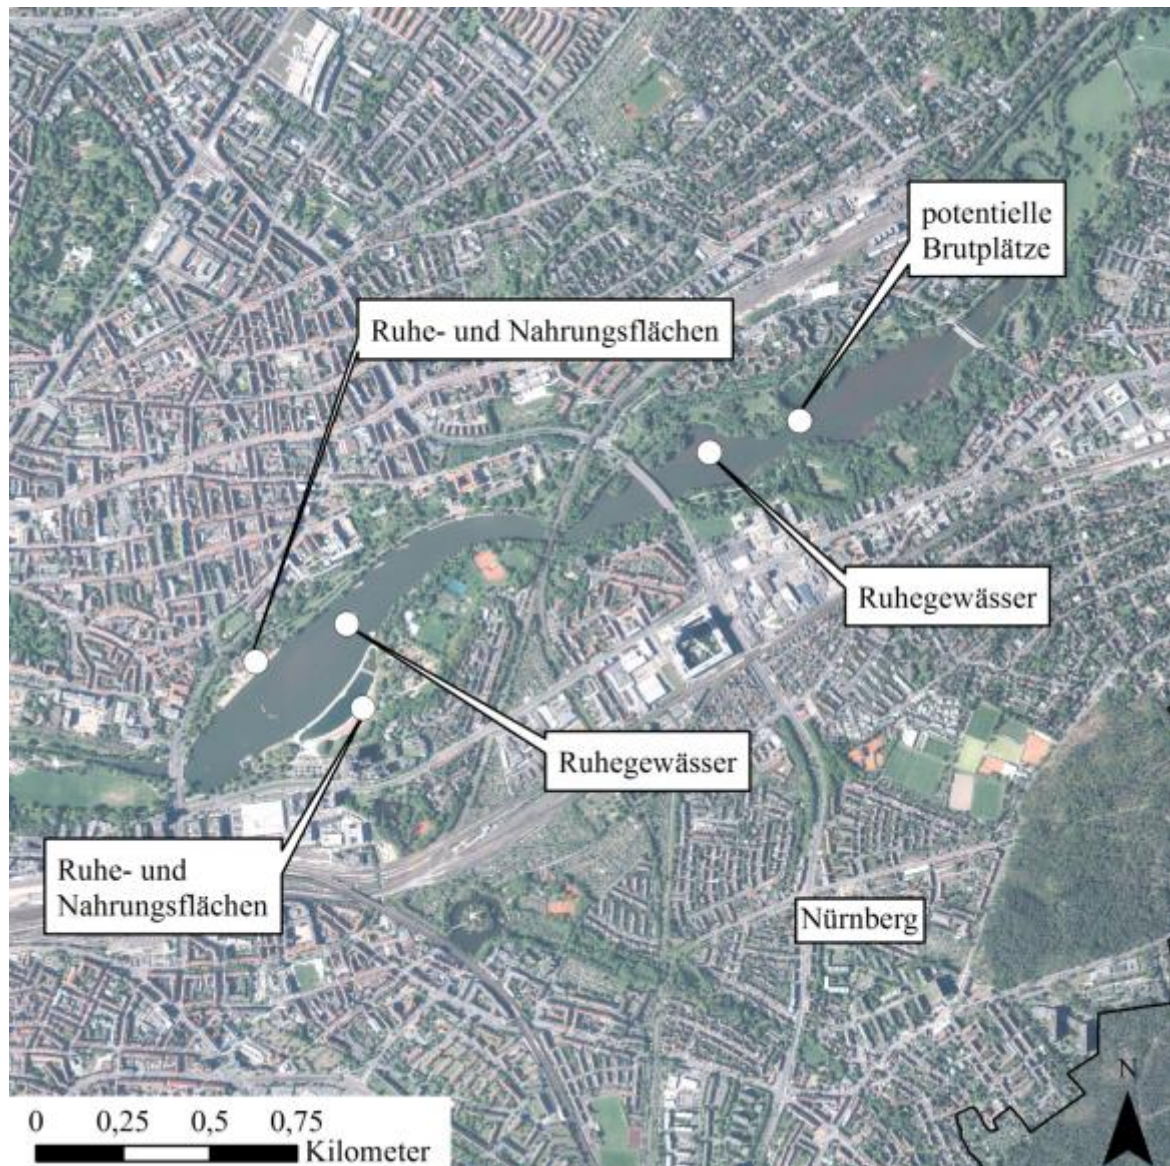 potentielle
Brutplätze
Ruhe- und Nahrungsflächen
Ruhegewässer
Ruhegewässer
Ruhe- und
Nahrungsflächen
Nürnberg
N
0 0,25 0,5 0,75
Kilometer